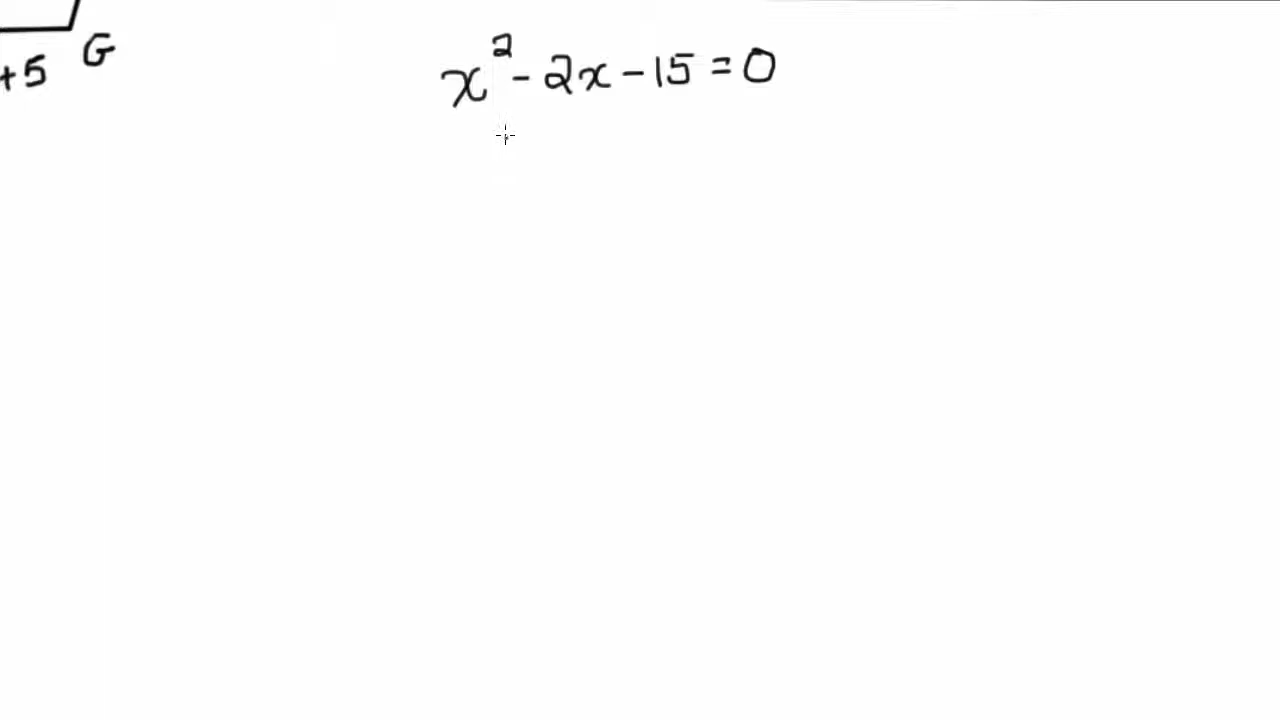 x² - 2x - 15 = 0
G
+5